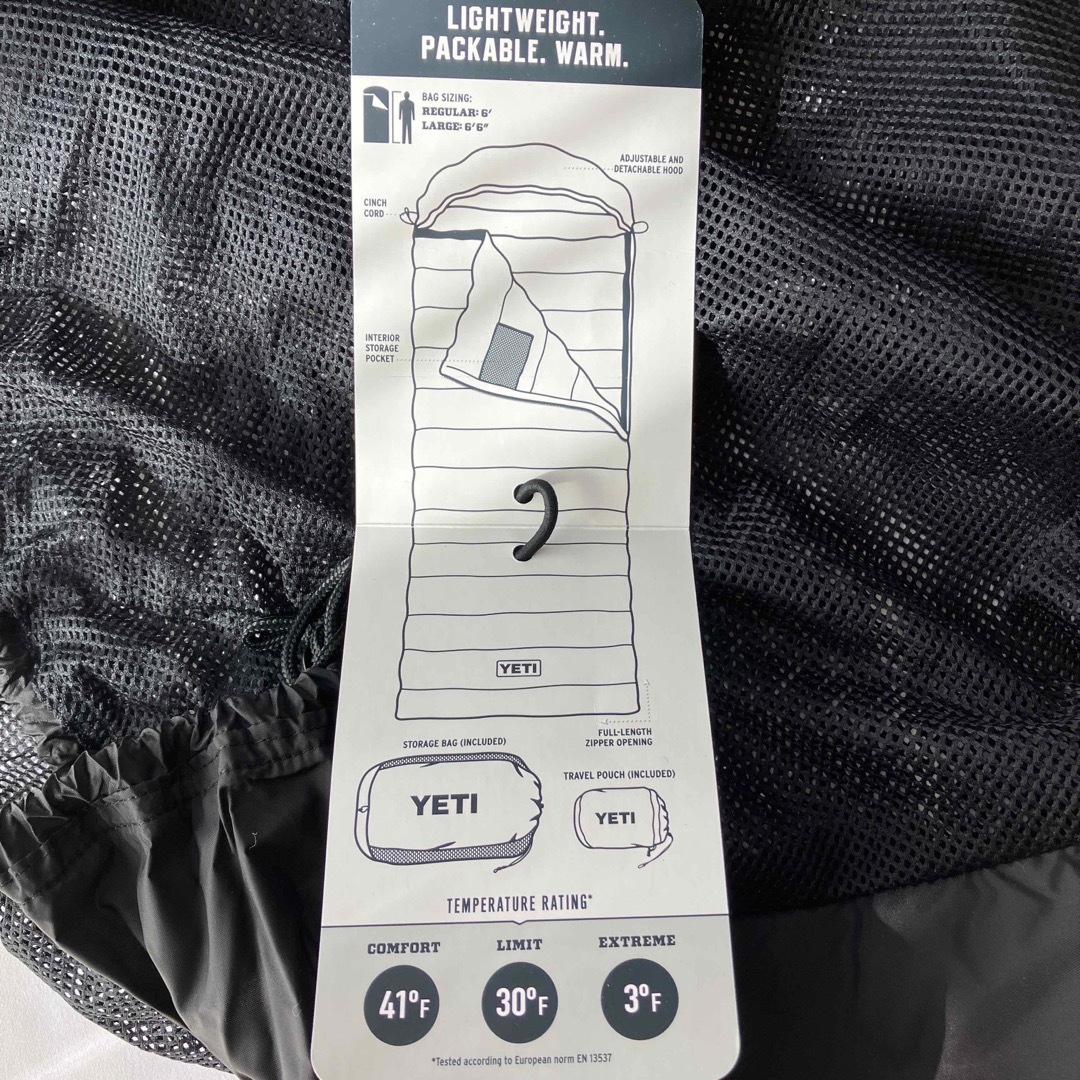 LIGHTWEIGHT.
PACKABLE. WARM.
BAG SIZING:
REGULAR: 6'
LARGE: 6'6"
ADJUSTABLE AND
DETACHABLE HOOD
CINCH
CORD
INTERIOR
STORAGE
POCKET
YETI
FULL-LENGTH
ZIPPER OPENING
STORAGE BAG (INCLUDED)
YETI
TRAVEL POUCH (INCLUDED)
YETI
TEMPERATURE RATING*
COMFORT LIMIT EXTREME
41°F 30°F 3°F
*Tested according to European norm EN 13537